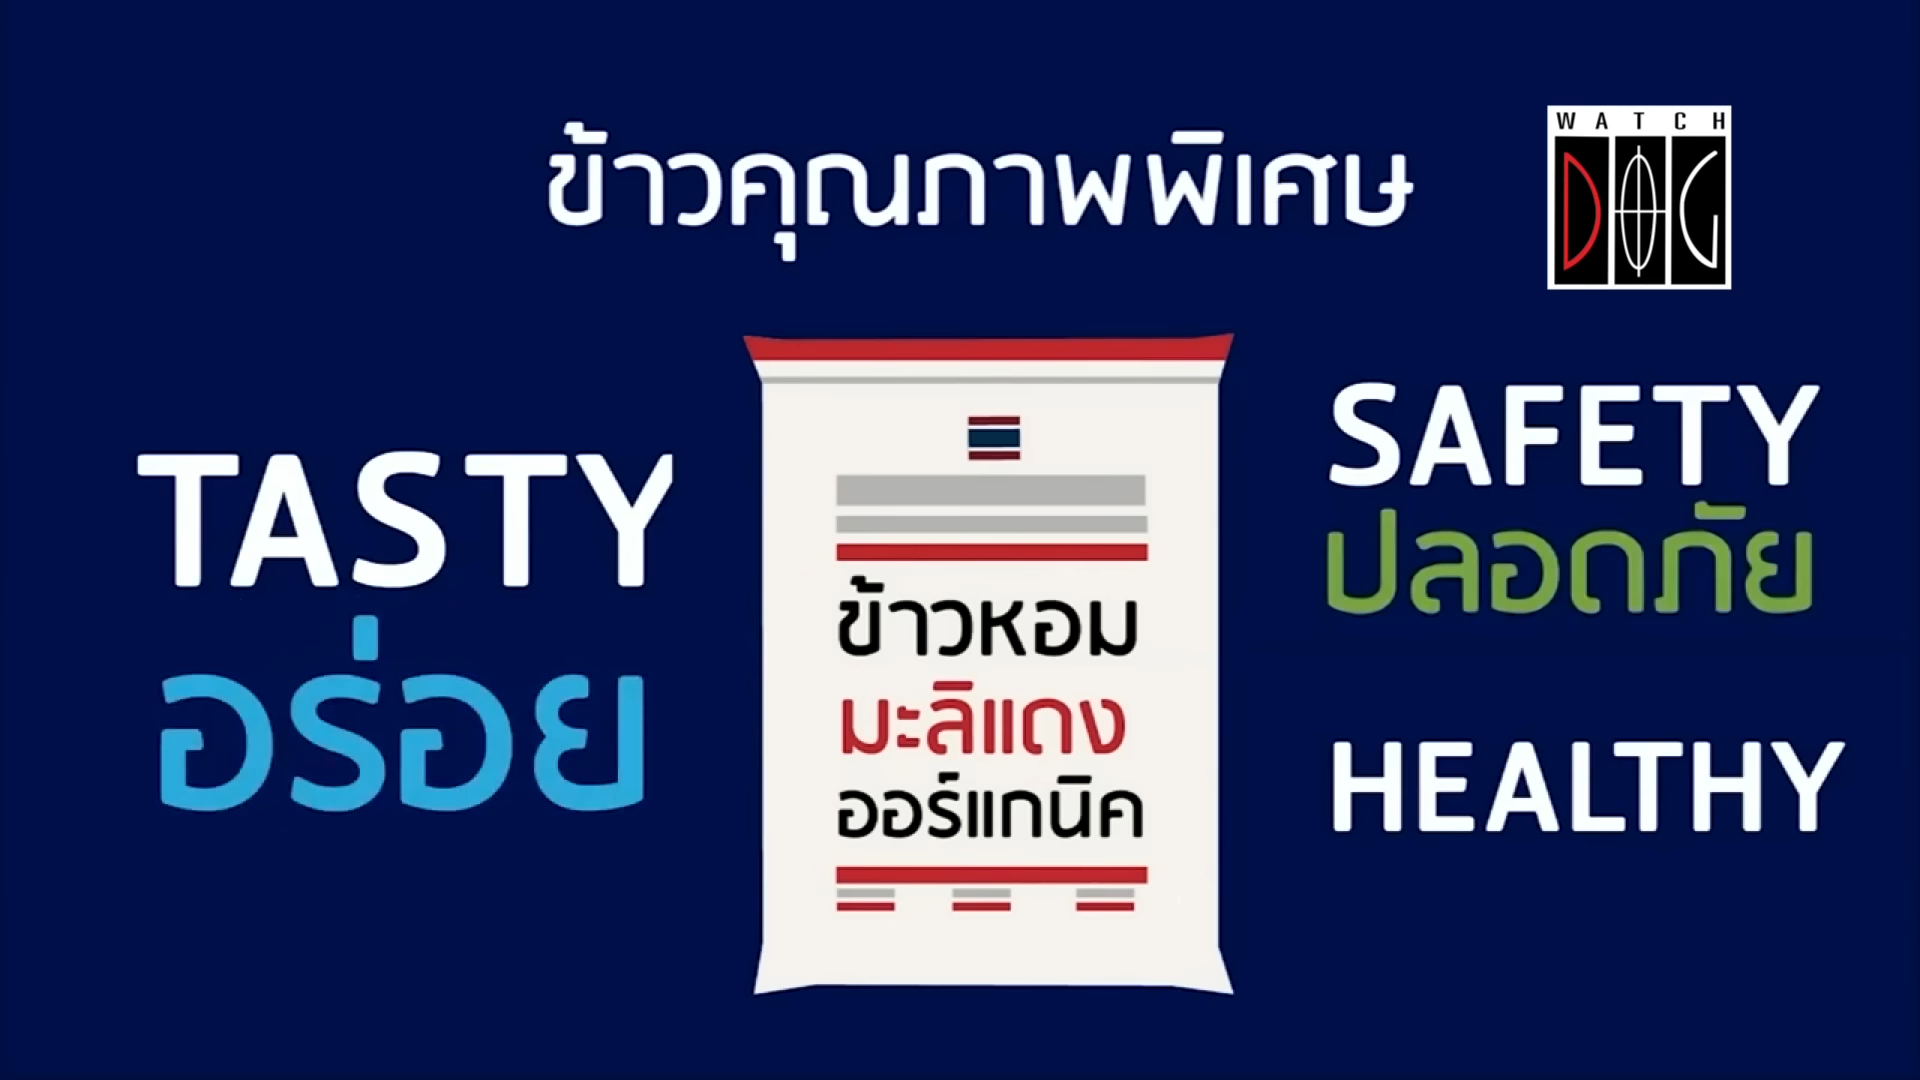 ข้าวคุณภาพพิเศษ
WATCH
DOG
TASTY
อร่อย
ข้าวหอม
มะลิแดง
ออร์แกนิค
SAFETY
ปลอดภัย
HEALTHY